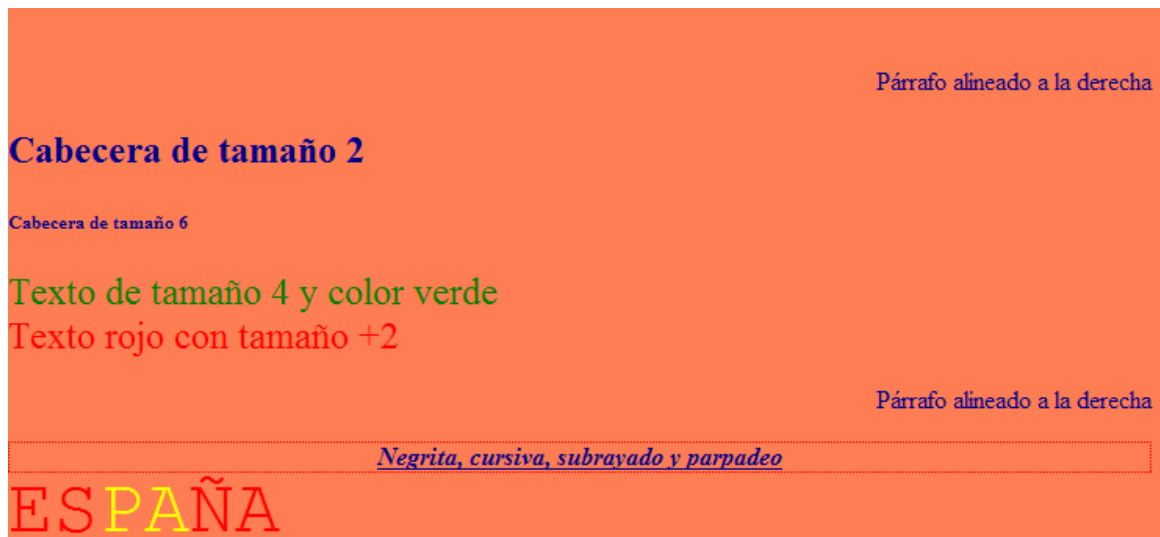 Párrafo alineado a la derecha
Cabecera de tamaño 2
Cabecera de tamaño 6
Texto de tamaño 4 y color verde
Texto rojo con tamaño +2
Párrafo alineado a la derecha
Negrita, cursiva, subrayado y parpadeo
ESPAÑA